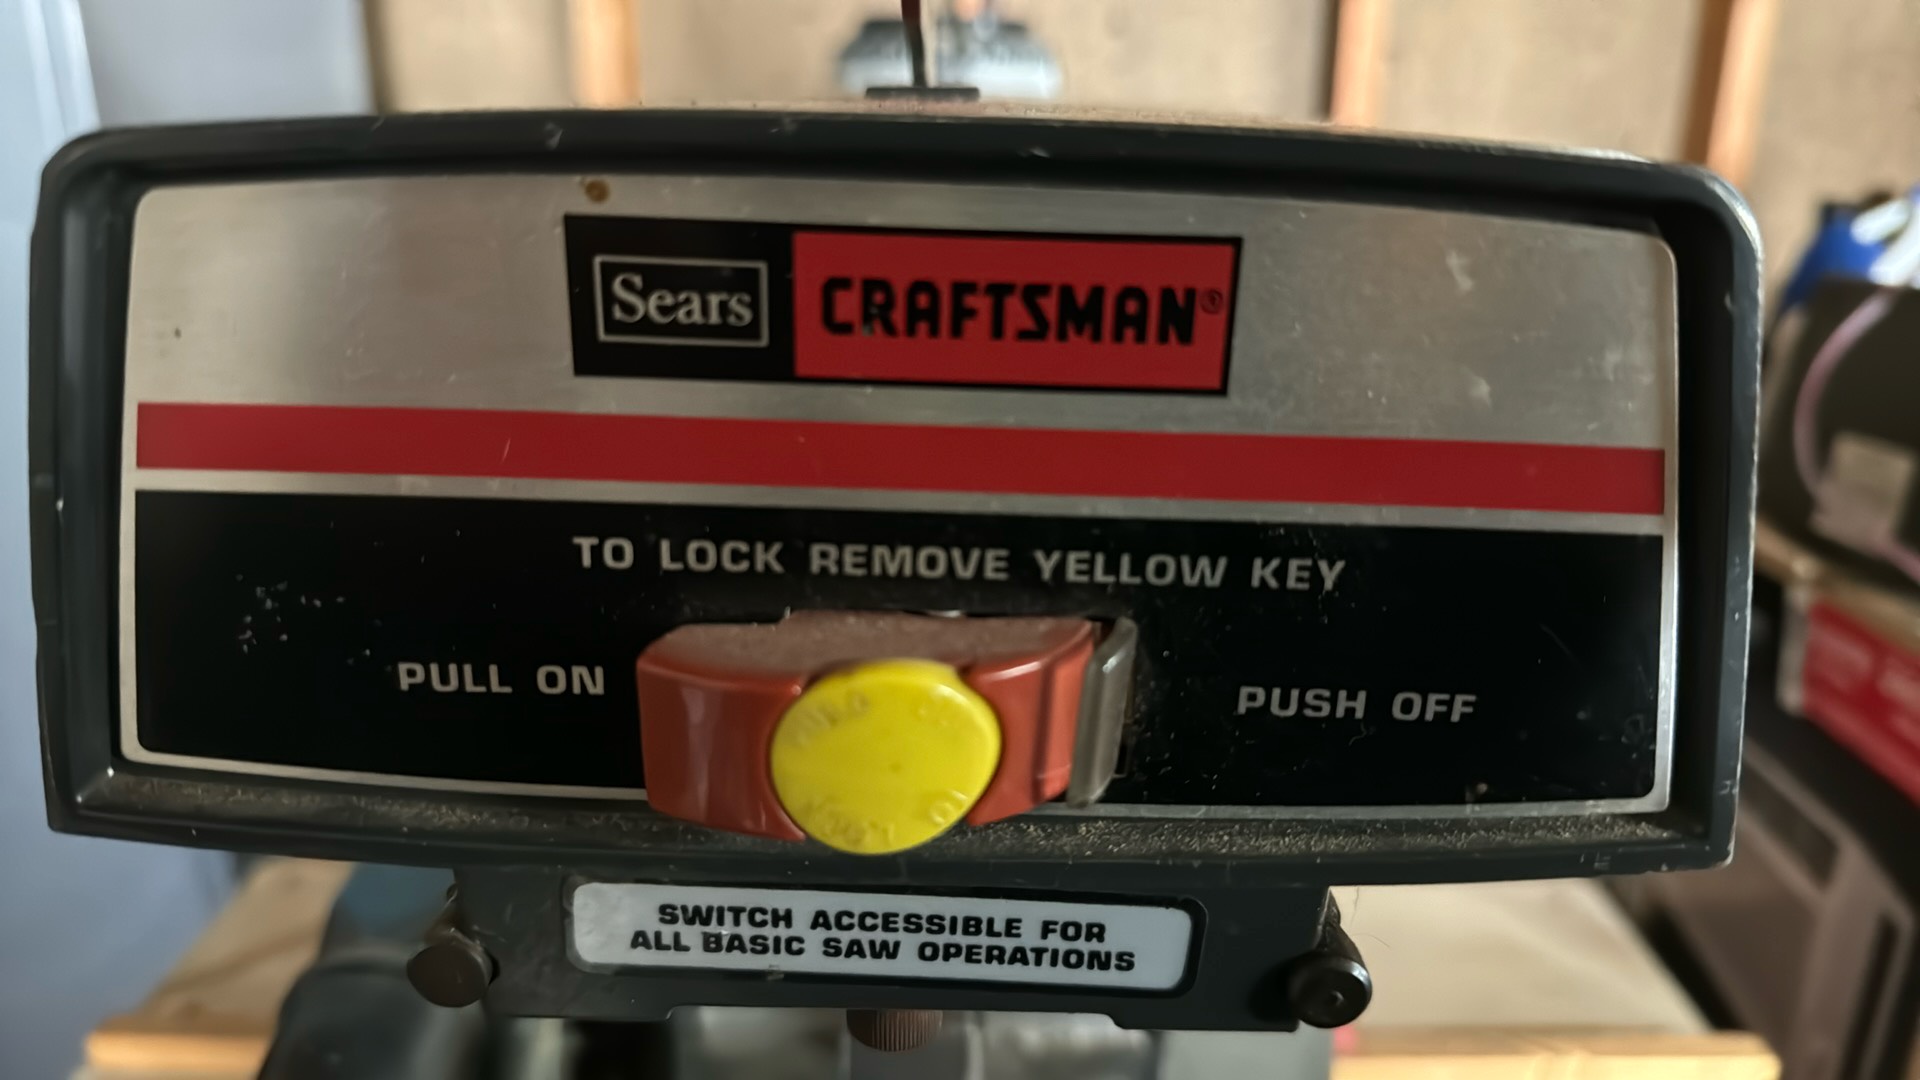 Sears CRAFTSMAN®
TO LOCK REMOVE YELLOW KEY
PULL ON
PUSH OFF
SWITCH ACCESSIBLE FOR
ALL BASIC SAW OPERATIONS